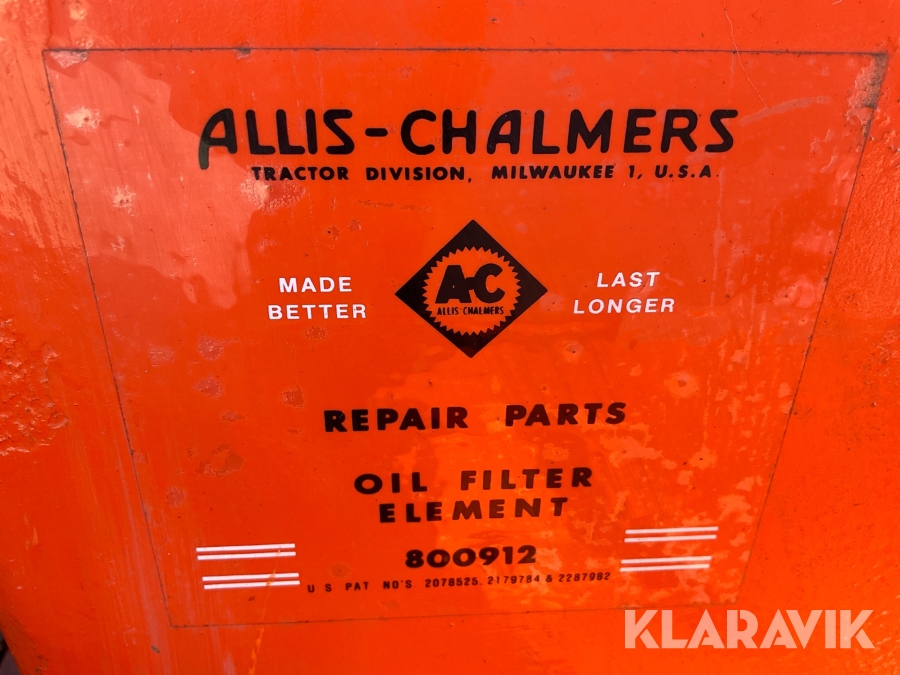 ALLIS-CHALMERS
TRACTOR DIVISION, MILWAUKEE 1, U.S.A.
MADE
BETTER
A-C
ALLIS CHALMERS
LAST
LONGER
REPAIR PARTS
OIL FILTER
ELEMENT
800912
U S PAT NO'S 2078525, 2179784 & 2287982
KLARAVIK